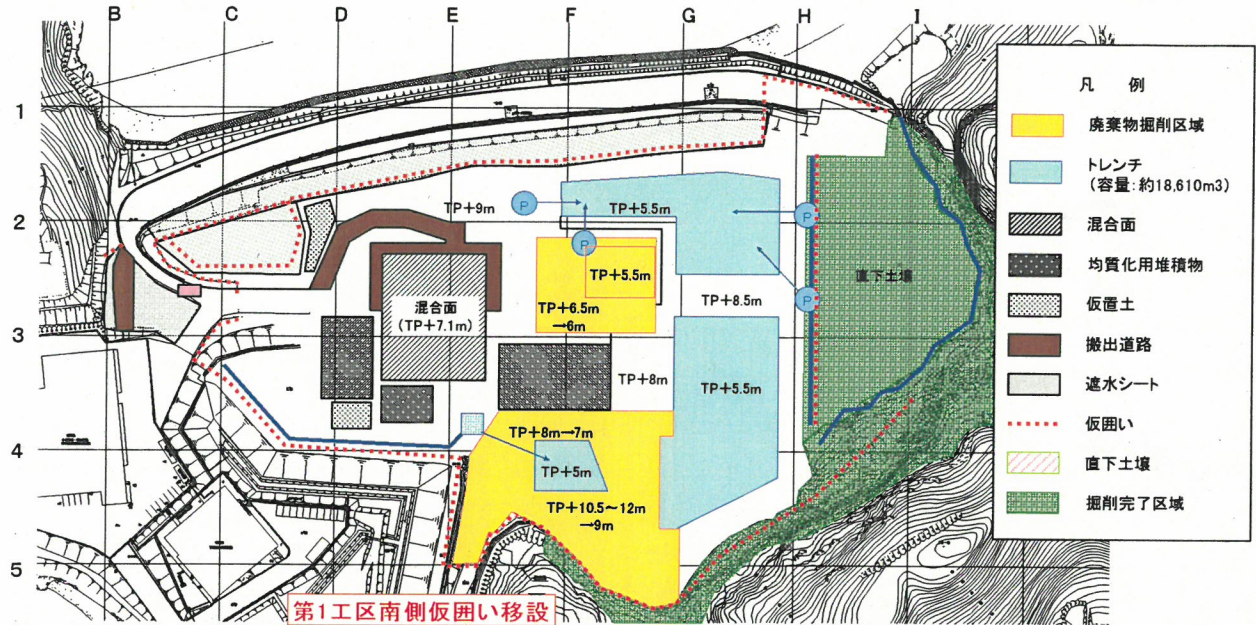 B C D E F G H I
凡 例
1
廃棄物掘削区域
トレンチ
(容量:約18,610m3)
混合面
均質化用堆積物
仮置土
搬出道路
遮水シート
仮囲い
直下土壌
掘削完了区域
2
TP+9m
P
TP+5.5m
P
P
TP+5.5m
直下土壌
混合面
(TP+7.1m)
TP+6.5m
→6m
TP+8.5m
P
3
TP+8m
TP+5.5m
TP+8m→7m
4
TP+5m
TP+10.5~12m
→9m
5
第1工区南側仮囲い移設